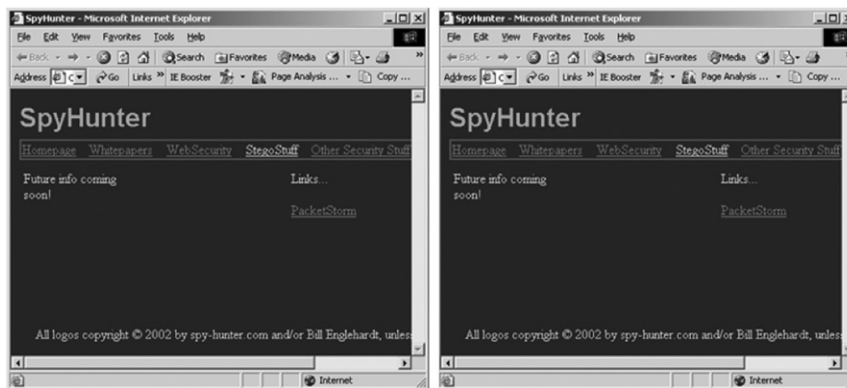 SpyHunter - Microsoft Internet Explorer
File Edit View Favorites Tools Help
Back Search Favorites Media »
Address C Go Links » IE Booster Page Analysis ... Copy ...
SpyHunter
Homepage Whitepapers WebSecurity StegoStuff Other Security Stuff
Future info coming
soon!
Links...
PacketStorm
All logos copyright © 2002 by spy-hunter.com and/or Bill Englehardt, unles
Internet
SpyHunter - Microsoft Internet Explorer
File Edit View Favorites Tools Help
Back Search Favorites Media »
Address C Go Links » IE Booster Page Analysis ... Copy ...
SpyHunter
Homepage Whitepapers WebSecurity StegoStuff Other Security Stuff
Future info coming
soon!
Links...
PacketStorm
All logos copyright © 2002 by spy-hunter.com and/or Bill Englehardt, unles
Internet